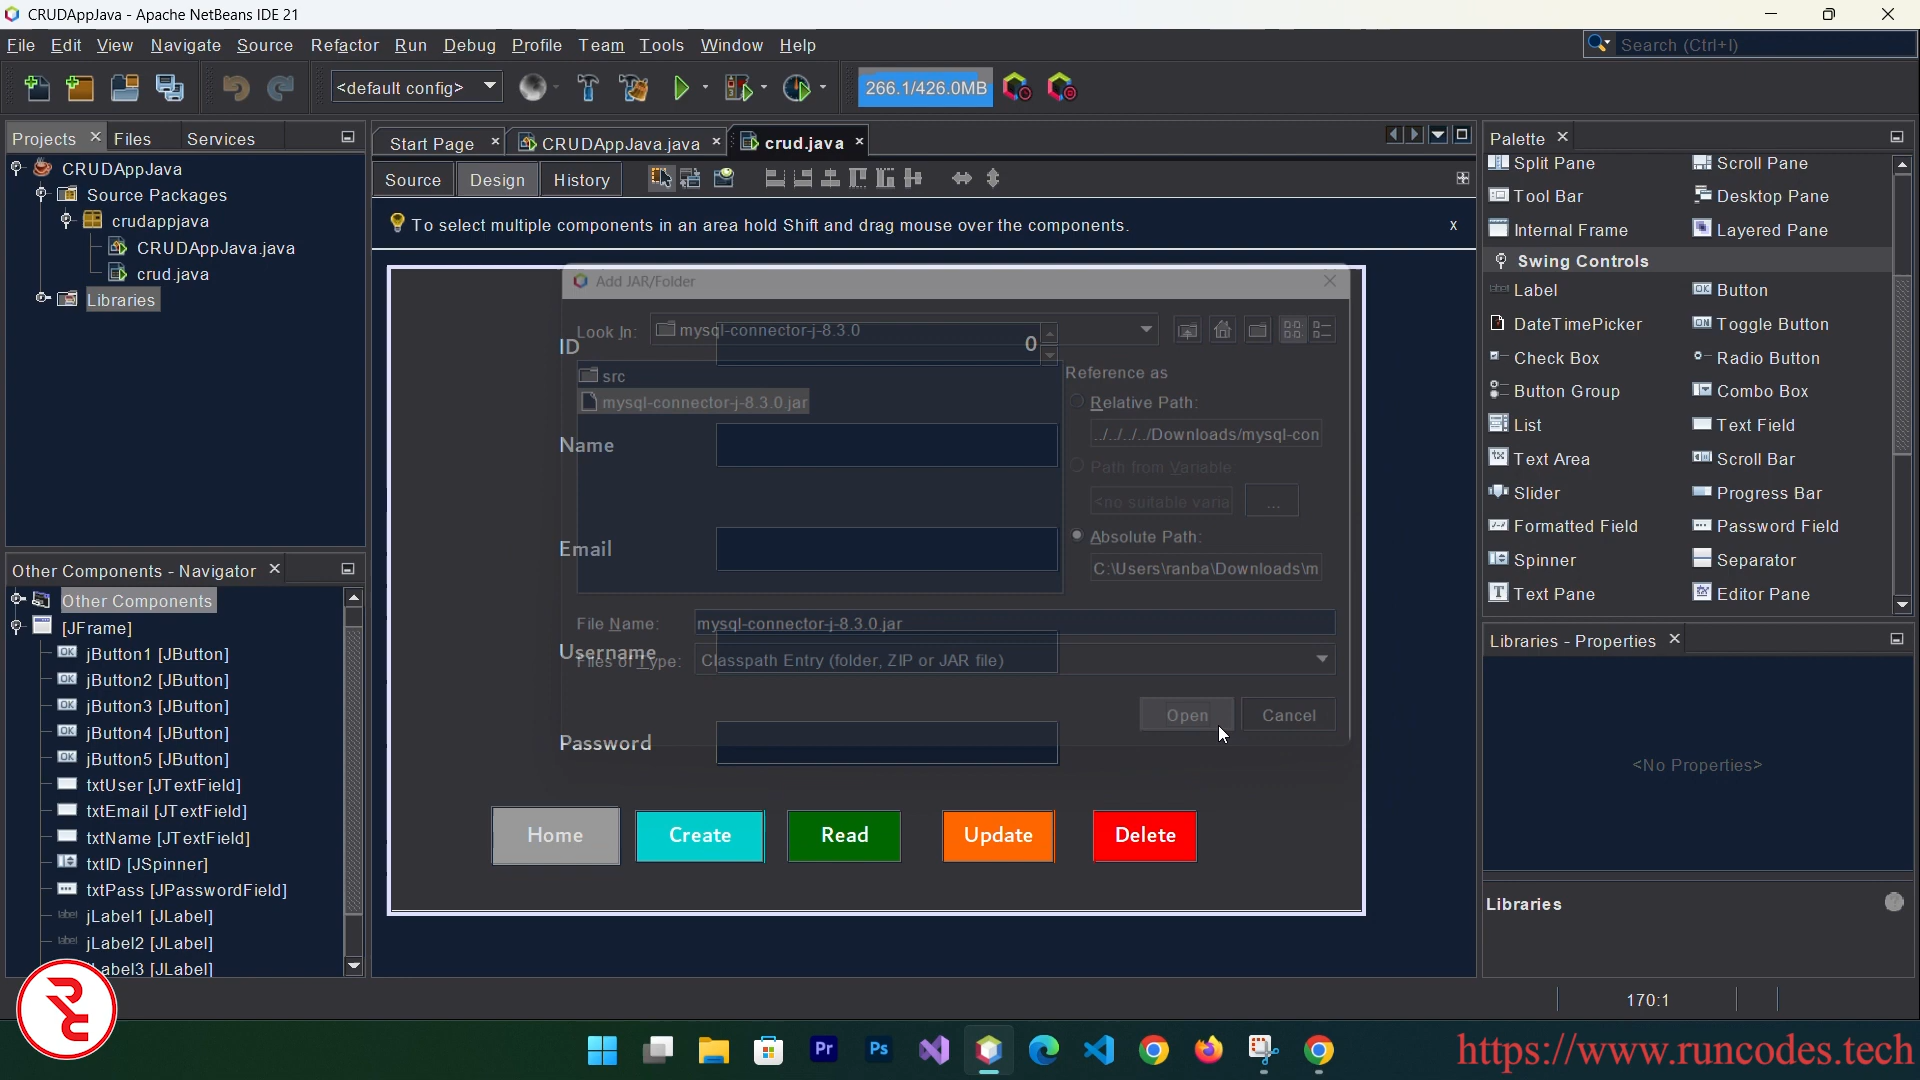 CRUDAppJava - Apache NetBeans IDE 21
File Edit View Navigate Source Refactor Run Debug Profile Team Tools Window Help
Search (Ctrl+I)
<default config>
266.1/426.0MB
Projects Files Services
CRUDAppJava
Source Packages
crudappjava
CRUDAppJava.java
crud.java
Libraries
Other Components - Navigator
Other Components
[JFrame]
jButton1 [JButton]
jButton2 [JButton]
jButton3 [JButton]
jButton4 [JButton]
jButton5 [JButton]
txtUser [JTextField]
txtEmail [JTextField]
txtName [JTextField]
txtID [JSpinner]
txtPass [JPasswordField]
jLabel1 [JLabel]
jLabel2 [JLabel]
Label3 [JLabel]
Start Page CRUDAppJava.java crud.java
Source Design History
To select multiple components in an area hold Shift and drag mouse over the components.
x
Add JAR/Folder
Look In: mysql-connector-j-8.3.0
ID
0
src
mysql-connector-j-8.3.0.jar
Reference as
Relative Path:
../../../../Downloads/mysql-con
Name
Path from Variable
<no suitable varia
...
Email
Absolute Path:
C:\Users\ranba\Downloads\m
File Name: mysql-connector-j-8.3.0.jar
Username
Files of Type: Classpath Entry (folder, ZIP or JAR file)
Open Cancel
Password
Home Create Read Update Delete
Palette
Split Pane Scroll Pane
Tool Bar Desktop Pane
Internal Frame Layered Pane
Swing Controls
Label Button
DateTimePicker Toggle Button
Check Box Radio Button
Button Group Combo Box
List Text Field
Text Area Scroll Bar
Slider Progress Bar
Formatted Field Password Field
Spinner Separator
Text Pane Editor Pane
Libraries - Properties
<No Properties>
Libraries
170:1
Pr Ps
https://www.runcodes.tech